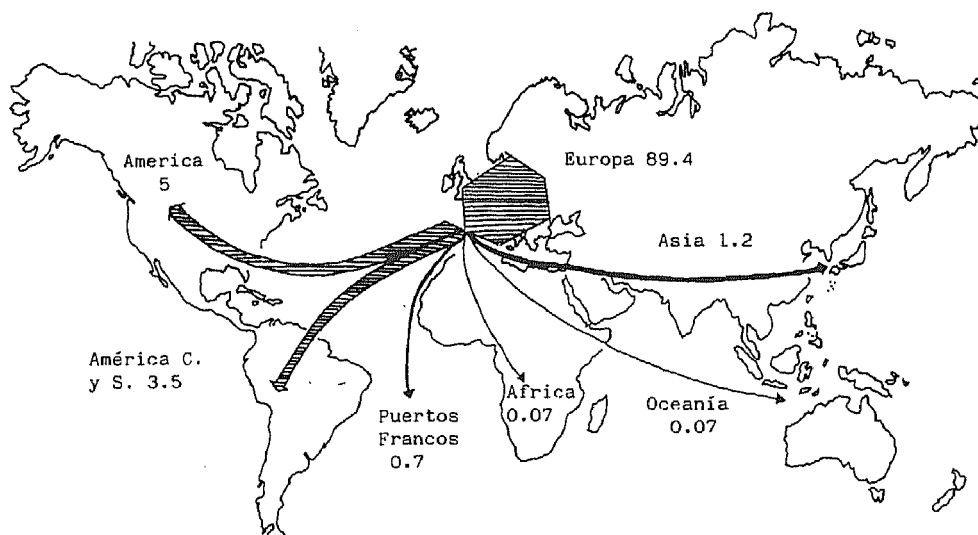 America
5
Europa 89.4
Asia 1.2
América C.
y S. 3.5
Puertos
Francos
0.7
Africa
0.07
Oceanía
0.07